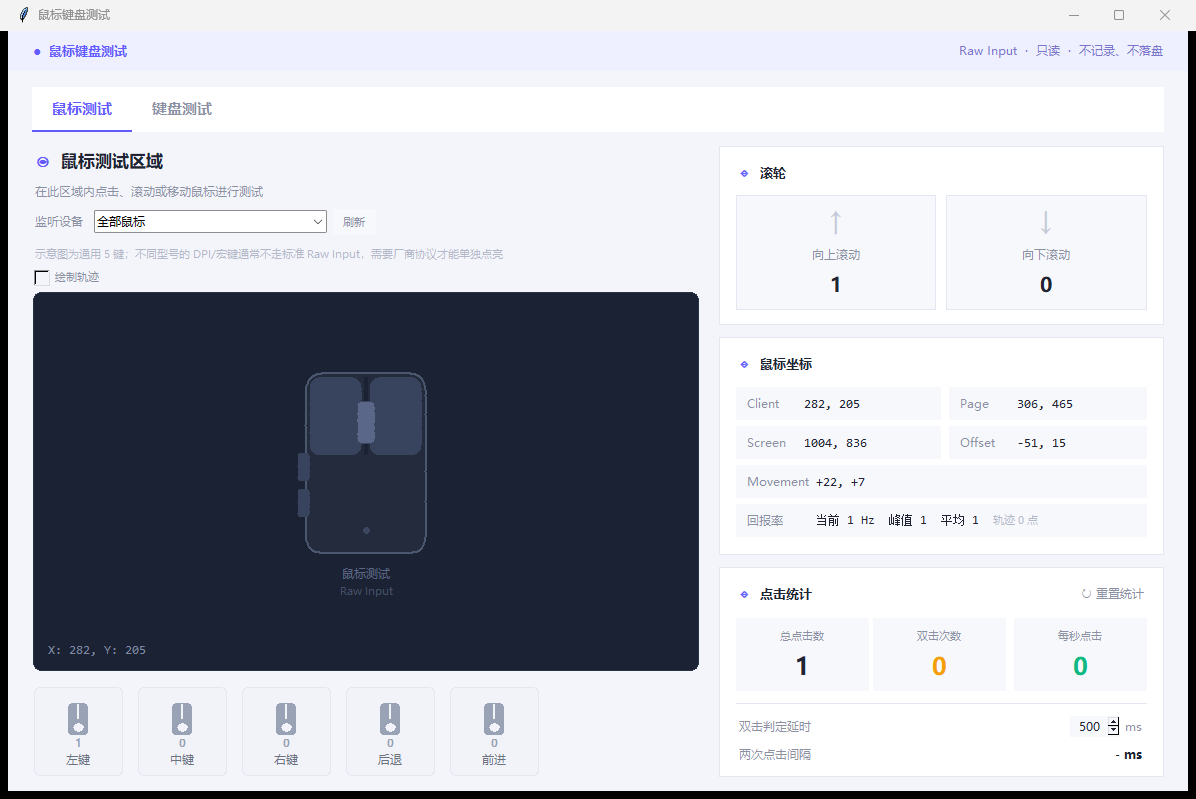 鼠标键盘测试
● 鼠标键盘测试
Raw Input · 只读 · 不记录、不落盘
鼠标测试 键盘测试
鼠标测试区域
在此区域内点击、滚动或移动鼠标进行测试
监听设备 全部鼠标 刷新
示意图为通用 5 键；不同型号的 DPI/宏键通常不走标准 Raw Input，需要厂商协议才能单独点亮
绘制轨迹
鼠标测试
Raw Input
X: 282, Y: 205
1
左键
0
中键
0
右键
0
后退
0
前进
滚轮
↑
向上滚动
1
↓
向下滚动
0
鼠标坐标
Client 282, 205
Page 306, 465
Screen 1004, 836
Offset -51, 15
Movement +22, +7
回报率 当前 1 Hz 峰值 1 平均 1 轨迹 0 点
点击统计
↻ 重置统计
总点击数
1
双击次数
0
每秒点击
0
双击判定延时 500 ms
两次点击间隔 - ms